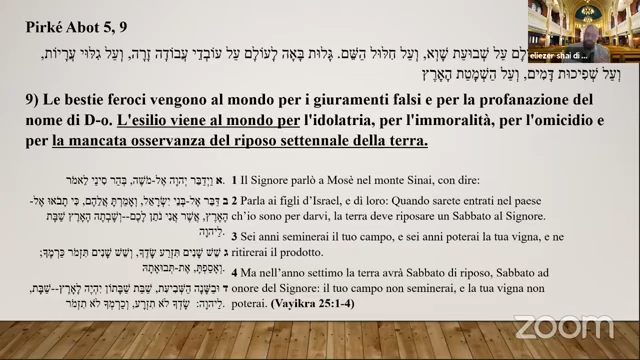 Pirké Abot 5, 9
עוֹלָם עַל שְׁבוּעַת שָׁוְא, וְעַל חִלּוּל הַשֵּׁם. גָּלוּת בָּאָה לָעוֹלָם עַל עוֹבְדֵי עֲבוֹדָה זָרָה, וְעַל גִּלּוּי עֲרָיוֹת,
וְעַל שְׁפִיכוּת דָּמִים, וְעַל הַשְׁמָטַת הָאָרֶץ
eliezer shai di
9) Le bestie feroci vengono al mondo per i giuramenti falsi e per la profanazione del
nome di D-o. L'esilio viene al mondo per l'idolatria, per l'immoralità, per l'omicidio e
per la mancata osservanza del riposo settennale della terra.
א וַיְדַבֵּר יְהוָה אֶל-מֹשֶׁה, בְּהַר סִינַי לֵאמֹר.
1 Il Signore parlò a Mosè nel monte Sinai, con dire:
ב דַּבֵּר אֶל-בְּנֵי יִשְׂרָאֵל, וְאָמַרְתָּ אֲלֵהֶם, כִּי תָבֹאוּ אֶל-
הָאָרֶץ, אֲשֶׁר אֲנִי נֹתֵן לָכֶם--וְשָׁבְתָה הָאָרֶץ שַׁבָּת
לַיהוָה.
2 Parla ai figli d'Israel, e dì loro: Quando sarete entrati nel paese
ch'io sono per darvi, la terra deve riposare un Sabbato al Signore.
ג שֵׁשׁ שָׁנִים תִּזְרַע שָׂדֶךָ, וְשֵׁשׁ שָׁנִים תִּזְמֹר כַּרְמֶךָ;
וְאָסַפְתָּ, אֶת-תְּבוּאָתָהּ.
3 Sei anni seminerai il tuo campo, e sei anni poterai la tua vigna, e ne
ritirerai il prodotto.
ד וּבַשָּׁנָה הַשְּׁבִיעִת, שַׁבַּת שַׁבָּתוֹן יִהְיֶה לָאָרֶץ--שַׁבָּת,
לַיהוָה: שָׂדְךָ לֹא תִזְרָע, וְכַרְמְךָ לֹא תִזְמֹר.
4 Ma nell'anno settimo la terra avrà Sabbato di riposo, Sabbato ad
onore del Signore: il tuo campo non seminerai, e la tua vigna non
poterai. (Vayikra 25:1-4)
zoom